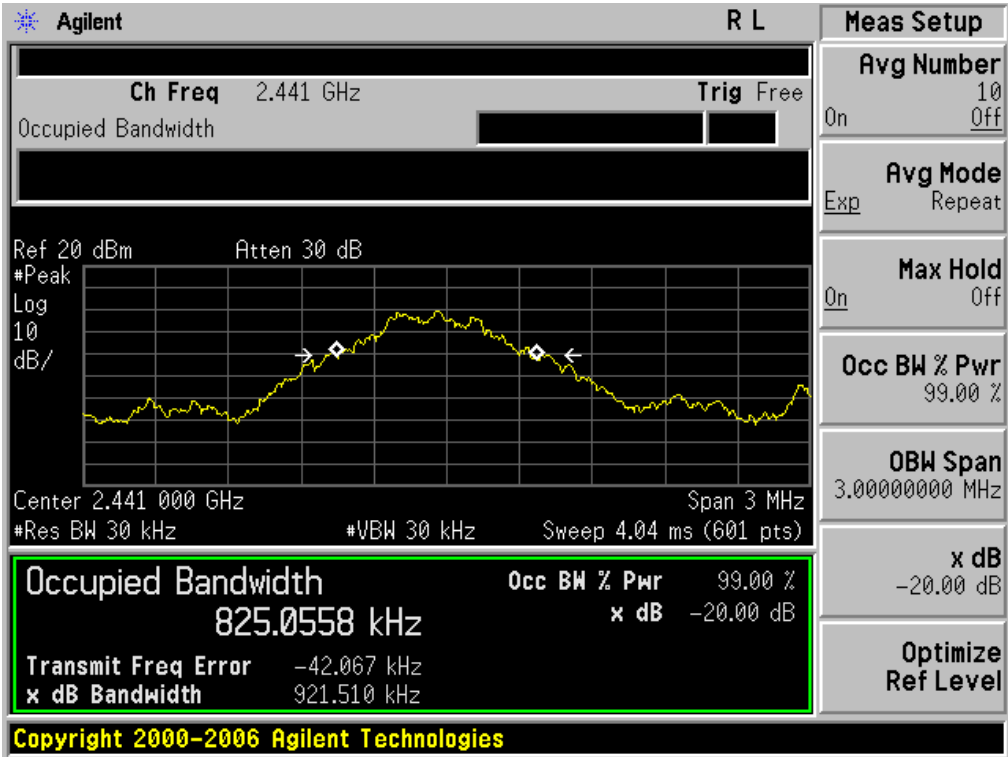 Agilent R L
Ch Freq 2.441 GHz Trig Free
Occupied Bandwidth
Ref 20 dBm Atten 30 dB
#Peak
Log
10
dB/
Center 2.441 000 GHz Span 3 MHz
#Res BW 30 kHz #VBW 30 kHz Sweep 4.04 ms (601 pts)
Occupied Bandwidth Occ BW % Pwr 99.00 %
825.0558 kHz x dB -20.00 dB
Transmit Freq Error -42.067 kHz
x dB Bandwidth 921.510 kHz
Copyright 2000-2006 Agilent Technologies
Meas Setup
Avg Number
10
On Off
Avg Mode
Exp Repeat
Max Hold
On Off
Occ BW % Pwr
99.00 %
OBW Span
3.00000000 MHz
x dB
-20.00 dB
Optimize
Ref Level